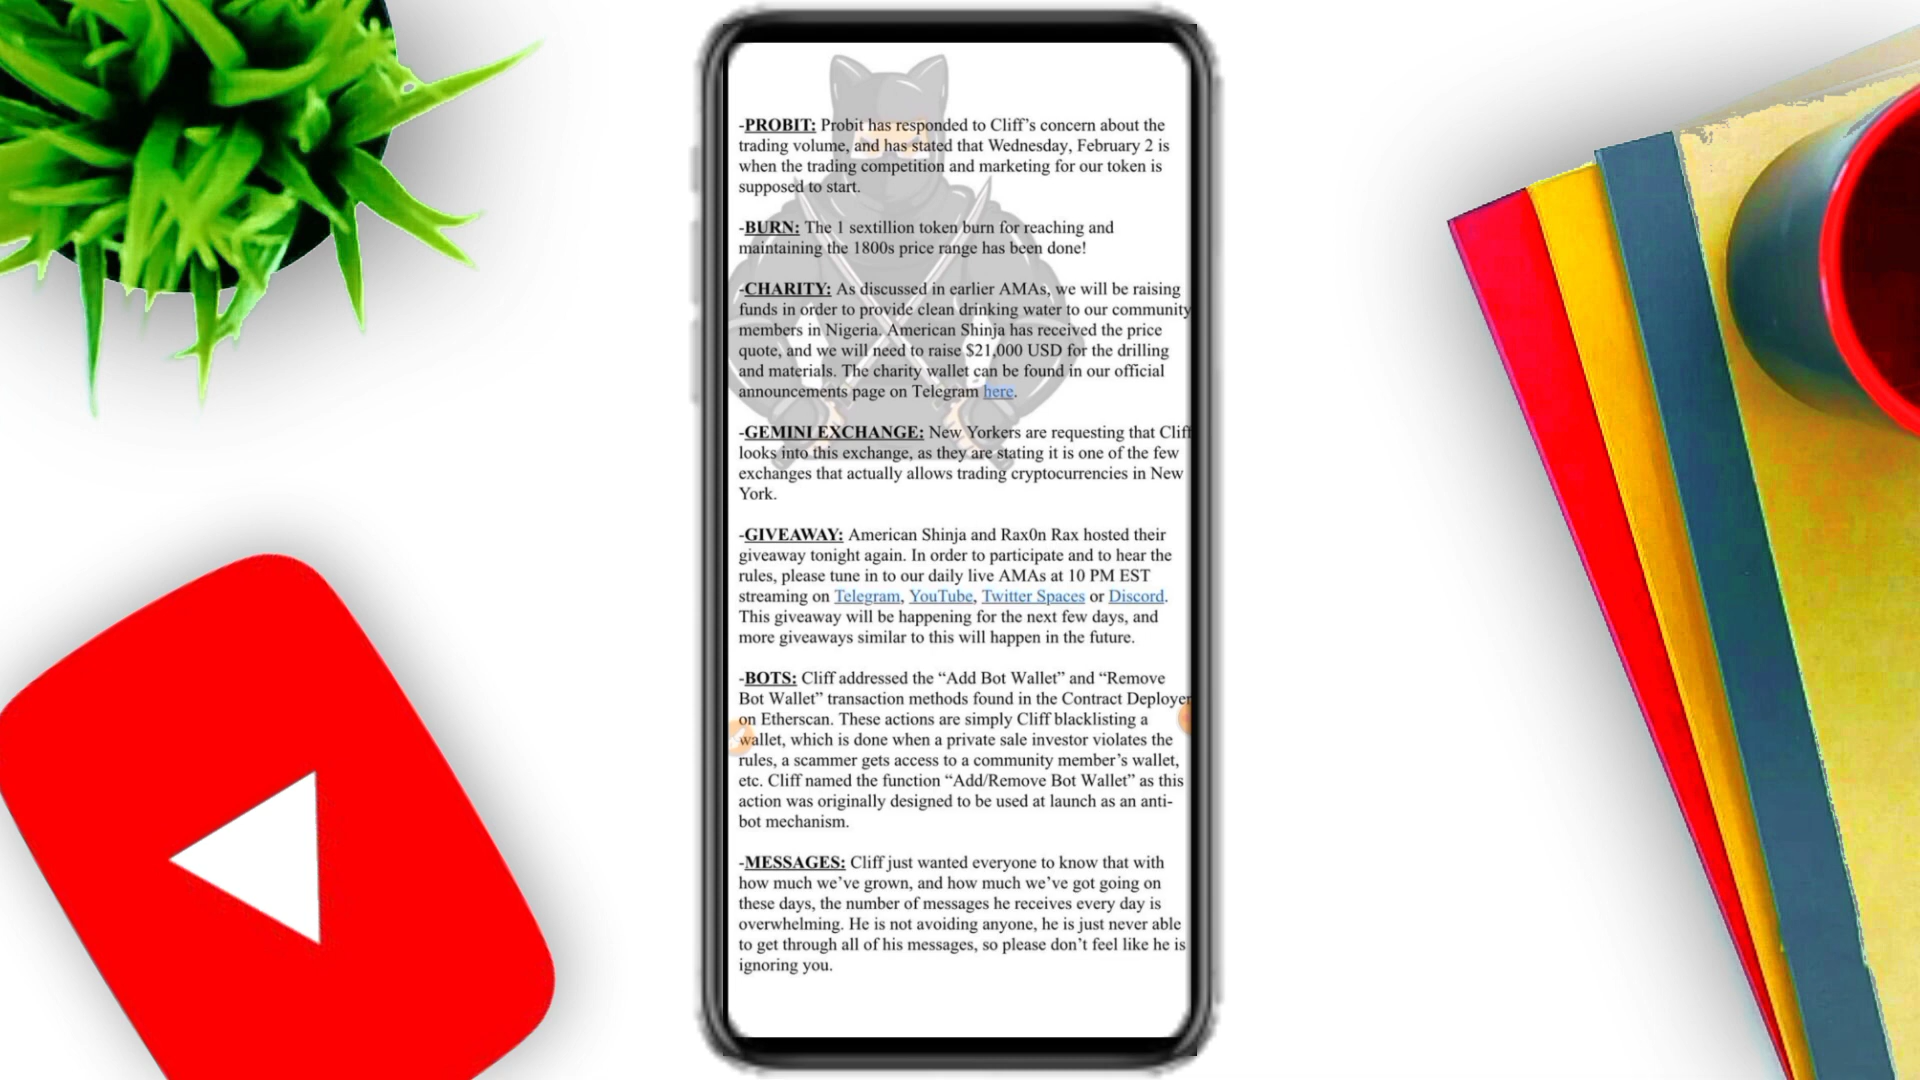 -PROBIT: Probit has responded to Cliff’s concern about the
trading volume, and has stated that Wednesday, February 2 is
when the trading competition and marketing for our token is
supposed to start.
-BURN: The 1 sextillion token burn for reaching and
maintaining the 1800s price range has been done!
-CHARITY: As discussed in earlier AMAs, we will be raising
funds in order to provide clean drinking water to our community
members in Nigeria. American Shinja has received the price
quote, and we will need to raise $21,000 USD for the drilling
and materials. The charity wallet can be found in our official
announcements page on Telegram here.
-GEMINI EXCHANGE: New Yorkers are requesting that Cliff
looks into this exchange, as they are stating it is one of the few
exchanges that actually allows trading cryptocurrencies in New
York.
-GIVEAWAY: American Shinja and Rax0n Rax hosted their
giveaway tonight again. In order to participate and to hear the
rules, please tune in to our daily live AMAs at 10 PM EST
streaming on Telegram, YouTube, Twitter Spaces or Discord.
This giveaway will be happening for the next few days, and
more giveaways similar to this will happen in the future.
-BOTS: Cliff addressed the “Add Bot Wallet” and “Remove
Bot Wallet” transaction methods found in the Contract Deployer
on Etherscan. These actions are simply Cliff blacklisting a
wallet, which is done when a private sale investor violates the
rules, a scammer gets access to a community member’s wallet,
etc. Cliff named the function “Add/Remove Bot Wallet” as this
action was originally designed to be used at launch as an anti-
bot mechanism.
-MESSAGES: Cliff just wanted everyone to know that with
how much we’ve grown, and how much we’ve got going on
these days, the number of messages he receives every day is
overwhelming. He is not avoiding anyone, he is just never able
to get through all of his messages, so please don’t feel like he is
ignoring you.